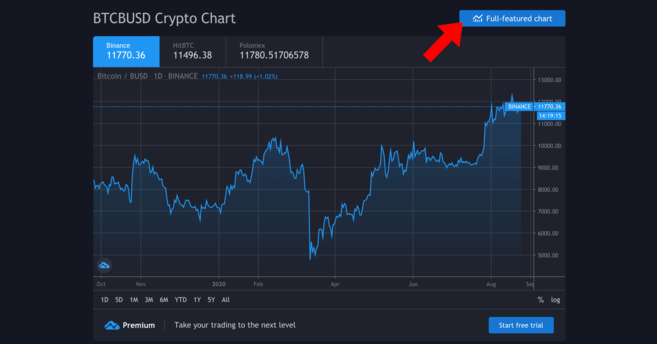 BTCBUSD Crypto Chart
Full-featured chart
Binance
11770.36
HitBTC
11496.38
Poloniex
11780.51706578
Bitcoin / BUSD · 1D · BINANCE 11770.36 +118.99 (+1.02%)
13000.00
BINANCE 11770.36
14:19:15
11000.00
10000.00
9000.00
8000.00
7000.00
6000.00
5000.00
Oct Nov 2020 Feb Apr Jun Aug Sep
1D 5D 1M 3M 6M YTD 1Y 5Y All % log
Premium Take your trading to the next level Start free trial